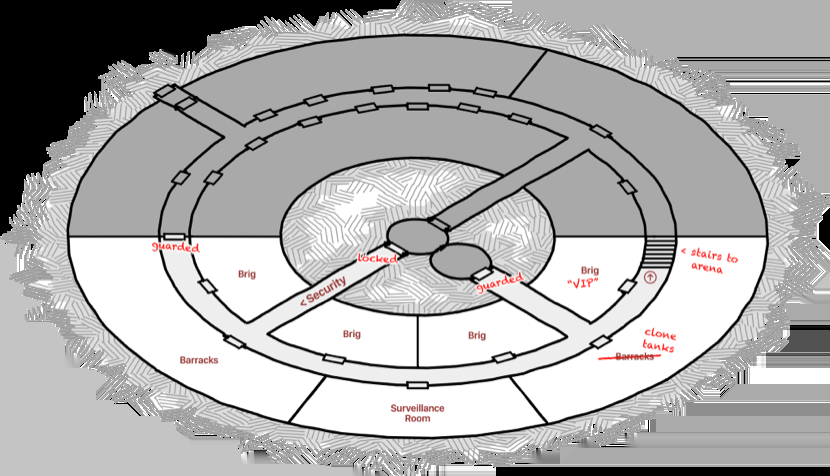 guarded
< stairs to
arena
locked
Brig
Brig
"VIP"
< Security
guarded
clone
tanks
Barracks
Brig
Brig
Barracks
Surveillance
Room